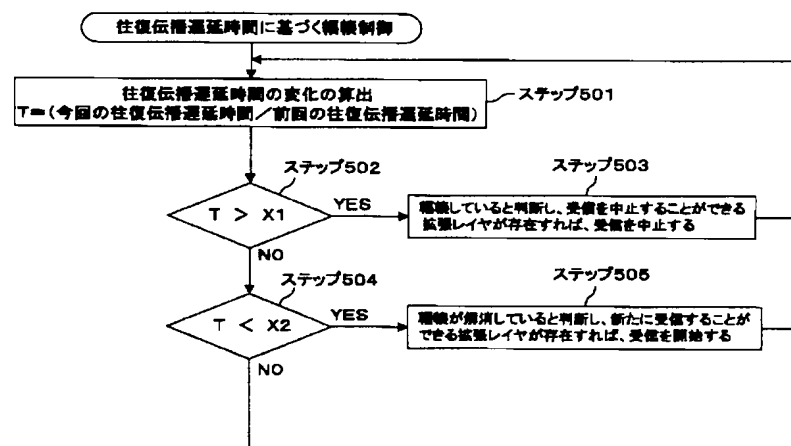 往復伝播遅延時間に基づく輻輳制御
往復伝播遅延時間の変化の算出
T=(今回の往復伝播遅延時間/前回の往復伝播遅延時間)
ステップ501
ステップ502
T > X1
YES
NO
ステップ503
輻輳していると判断し、受信を中止することができる
拡張レイヤが存在すれば、受信を中止する
ステップ504
T < X2
YES
NO
ステップ505
輻輳が解消していると判断し、新たに受信することが
できる拡張レイヤが存在すれば、受信を開始する